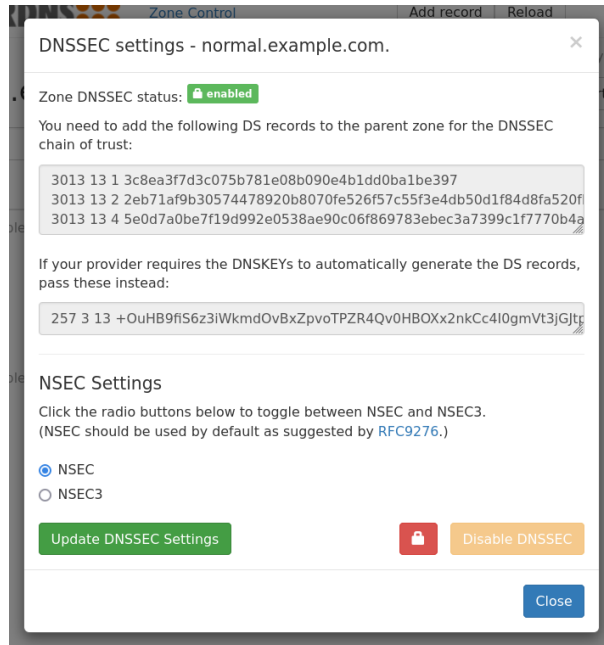 RDNS
Zone Control
Add record
Reload
DNSSEC settings - normal.example.com.
×
Zone DNSSEC status: enabled
You need to add the following DS records to the parent zone for the DNSSEC
chain of trust:
3013 13 1 3c8ea3f7d3c075b781e08b090e4b1dd0ba1be397
3013 13 2 2eb71af9b30574478920b8070fe526f57c55f3e4db50d1f84d8fa520f
3013 13 4 5e0d7a0be7f19d992e0538ae90c06f869783ebec3a7399c1f7770b4a
If your provider requires the DNSKEYs to automatically generate the DS records,
pass these instead:
257 3 13 +OuHB9fiS6z3iWkmdOvBxZpvoTPZR4Qv0HBOXx2nkCc4I0gmVt3jGJtp
NSEC Settings
Click the radio buttons below to toggle between NSEC and NSEC3.
(NSEC should be used by default as suggested by RFC9276.)
NSEC
NSEC3
Update DNSSEC Settings
Disable DNSSEC
Close